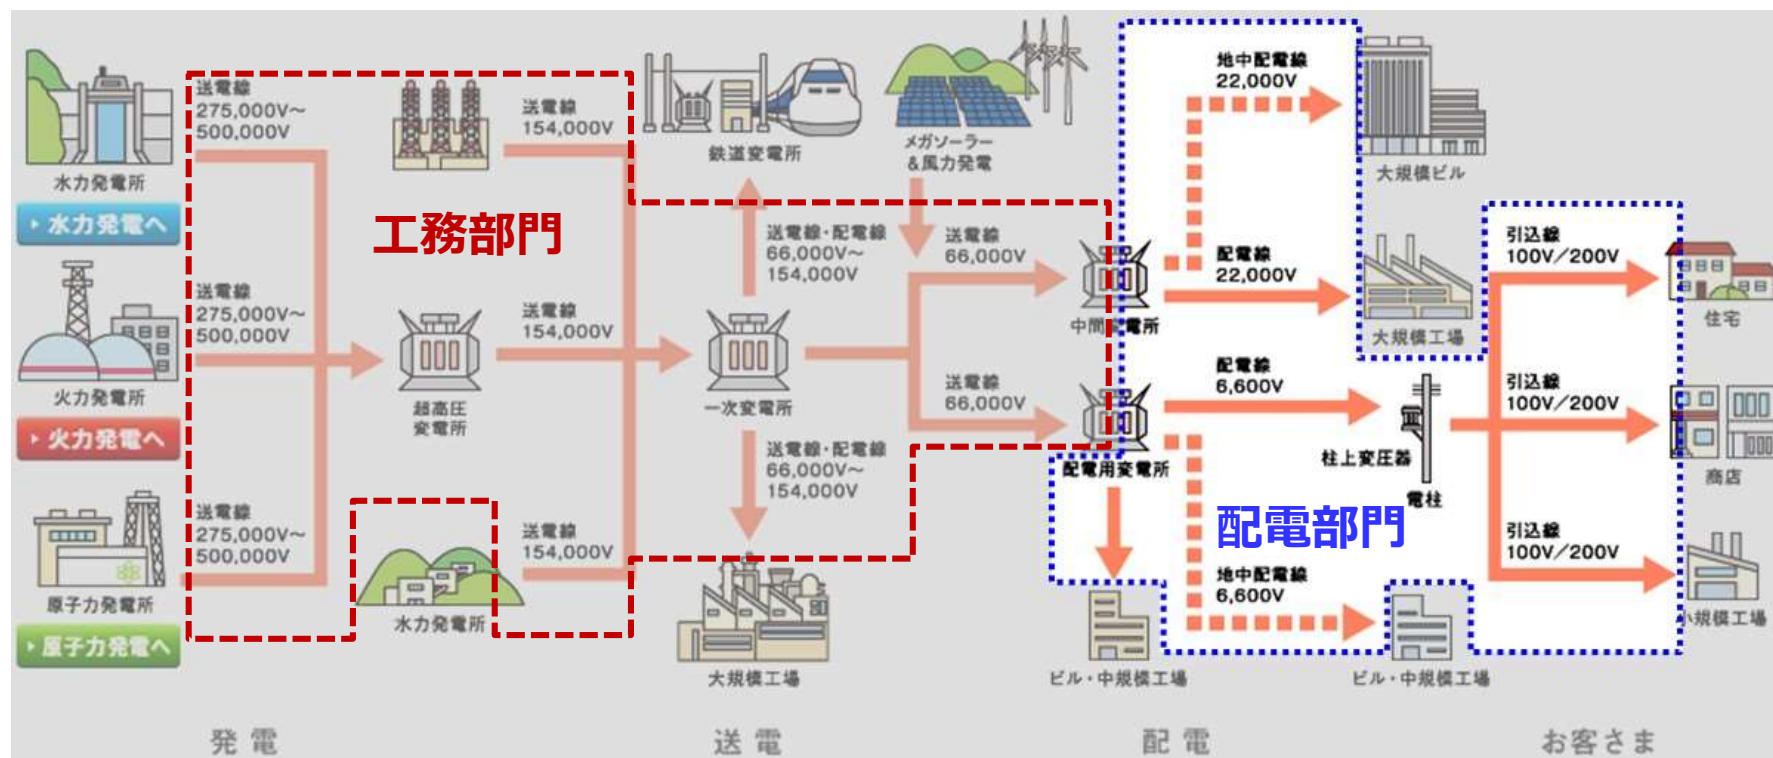 送電線
275,000V～
500,000V
水力発電所
水力発電へ
送電線
275,000V～
500,000V
火力発電所
火力発電へ
送電線
275,000V～
500,000V
原子力発電所
原子力発電へ
工務部門
送電線
154,000V
超高圧
変電所
送電線
154,000V
水力発電所
送電線
154,000V
鉄道変電所
送電線・配電線
66,000V～
154,000V
一次変電所
送電線・配電線
66,000V～
154,000V
大規模工場
メガソーラー
&風力発電
送電線
66,000V
中間変電所
送電線
66,000V
配電用変電所
ビル・中規模工場
地中配電線
22,000V
大規模ビル
配電線
22,000V
大規模工場
配電線
6,600V
柱上変圧器
電柱
配電部門
地中配電線
6,600V
ビル・中規模工場
引込線
100V／200V
住宅
引込線
100V／200V
商店
引込線
100V／200V
小規模工場
発電
送電
配電
お客さま